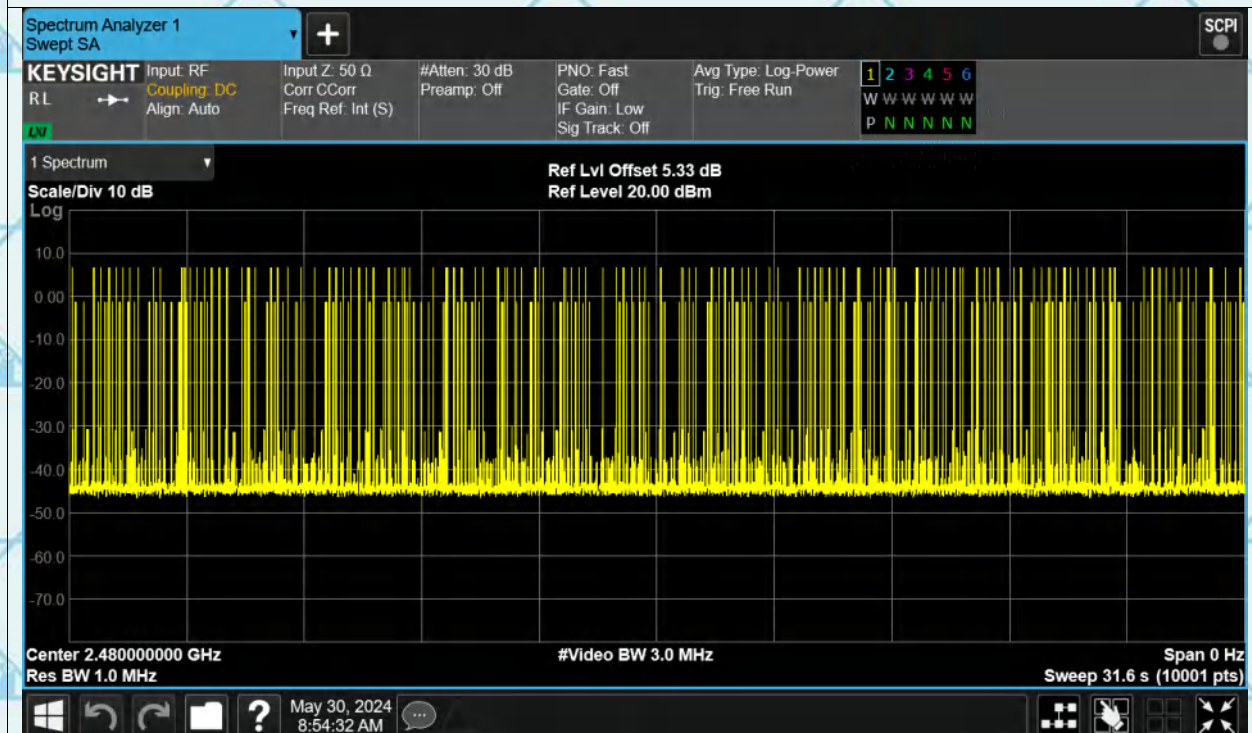 Spectrum Analyzer 1
Swept SA
+
SCPI
KEYSIGHT
RL
LXI
Input: RF
Coupling: DC
Align: Auto
Input Z: 50 Ω
Corr CCorr
Freq Ref: Int (S)
#Atten: 30 dB
Preamp: Off
PNO: Fast
Gate: Off
IF Gain: Low
Sig Track: Off
Avg Type: Log-Power
Trig: Free Run
1 2 3 4 5 6
W W W W W W
P N N N N N
1 Spectrum
Scale/Div 10 dB
Log
Ref Lvl Offset 5.33 dB
Ref Level 20.00 dBm
10.0
0.00
-10.0
-20.0
-30.0
-40.0
-50.0
-60.0
-70.0
Center 2.480000000 GHz
Res BW 1.0 MHz
#Video BW 3.0 MHz
Span 0 Hz
Sweep 31.6 s (10001 pts)
?
May 30, 2024
8:54:32 AM